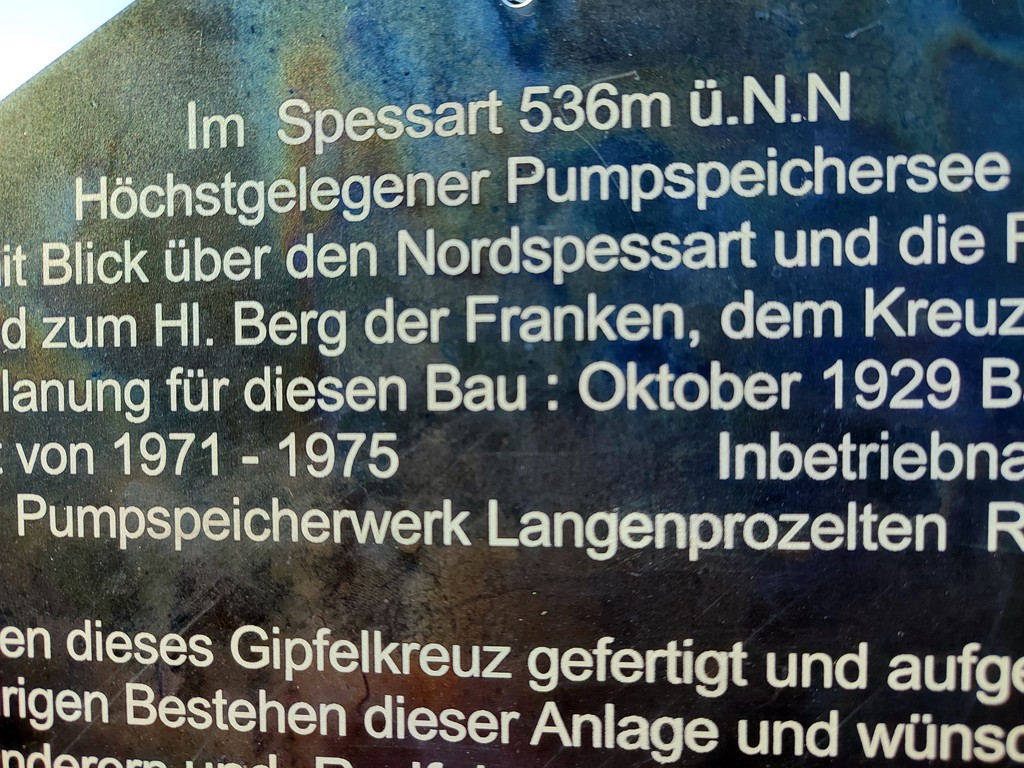 Im Spessart 536m ü.N.N
Höchstgelegener Pumpspeichersee
it Blick über den Nordspessart und die
d zum Hl. Berg der Franken, dem Kreuz
lanung für diesen Bau : Oktober 1929 B
von 1971 - 1975 Inbetriebna
Pumpspeicherwerk Langenprozelten R
en dieses Gipfelkreuz gefertigt und aufge
rigen Bestehen dieser Anlage und wünsc
und